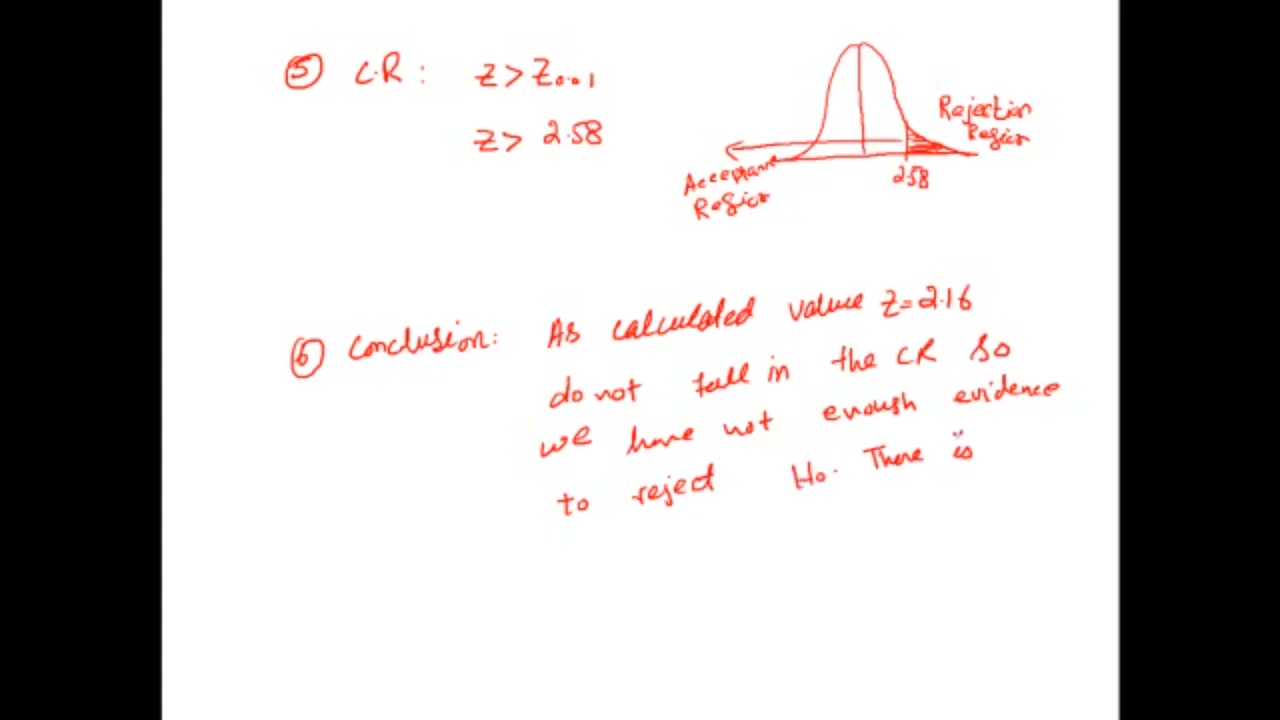 ⑤ C.R : Z > Z0.01
Z > 2.58
Rejection
Region
Acceptance
Region
2.58
⑥ Conclusion: As calculated value Z=2.16
do not fall in the CR so
we have not enough evidence
to reject Ho. There is